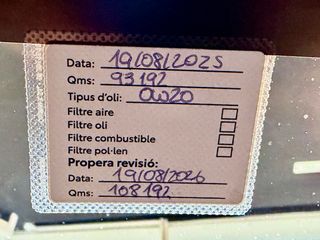 Data: 19/08/2025
Qms: 93192
Tipus d'oli: 0W20
Filtre aire
Filtre oli
Filtre combustible
Filtre pol·len
Propera revisió:
Data: 19/08/2026
Qms: 108192